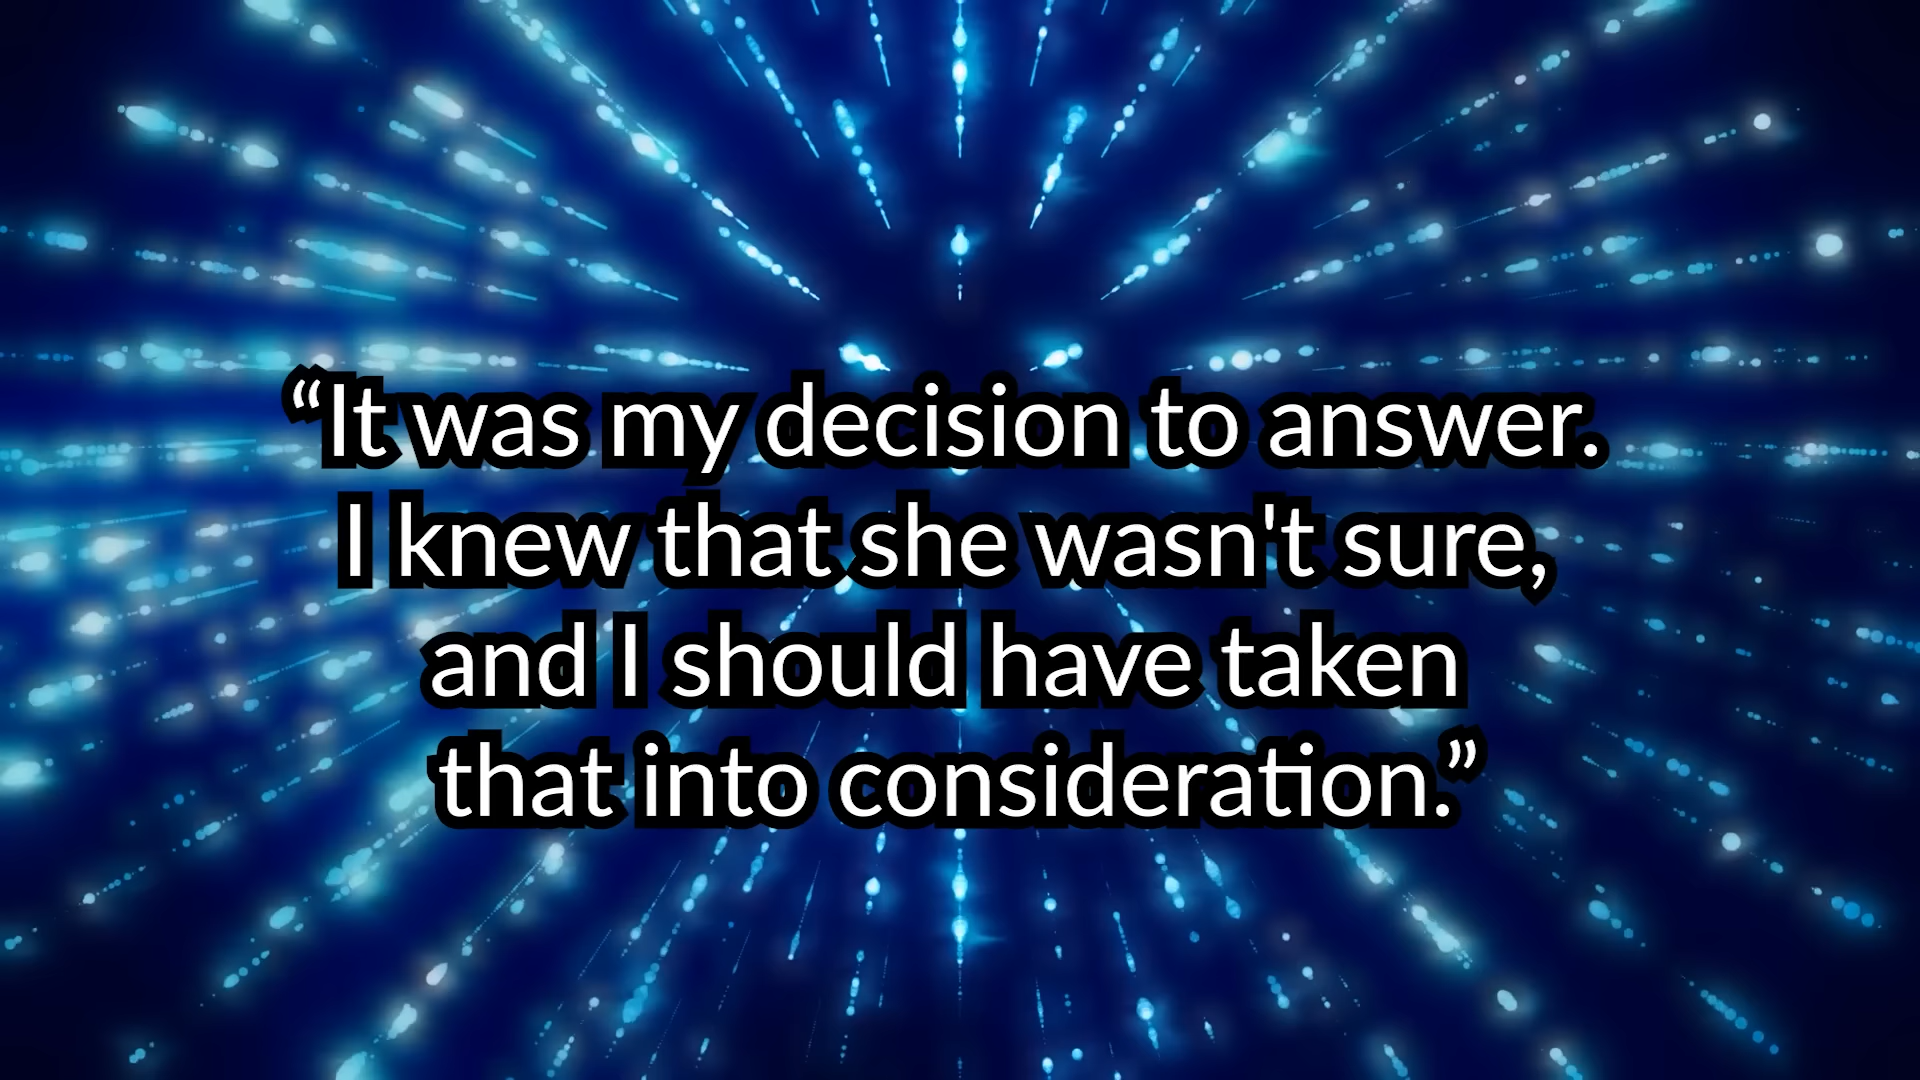 “It was my decision to answer.
I knew that she wasn't sure,
and I should have taken
that into consideration.”